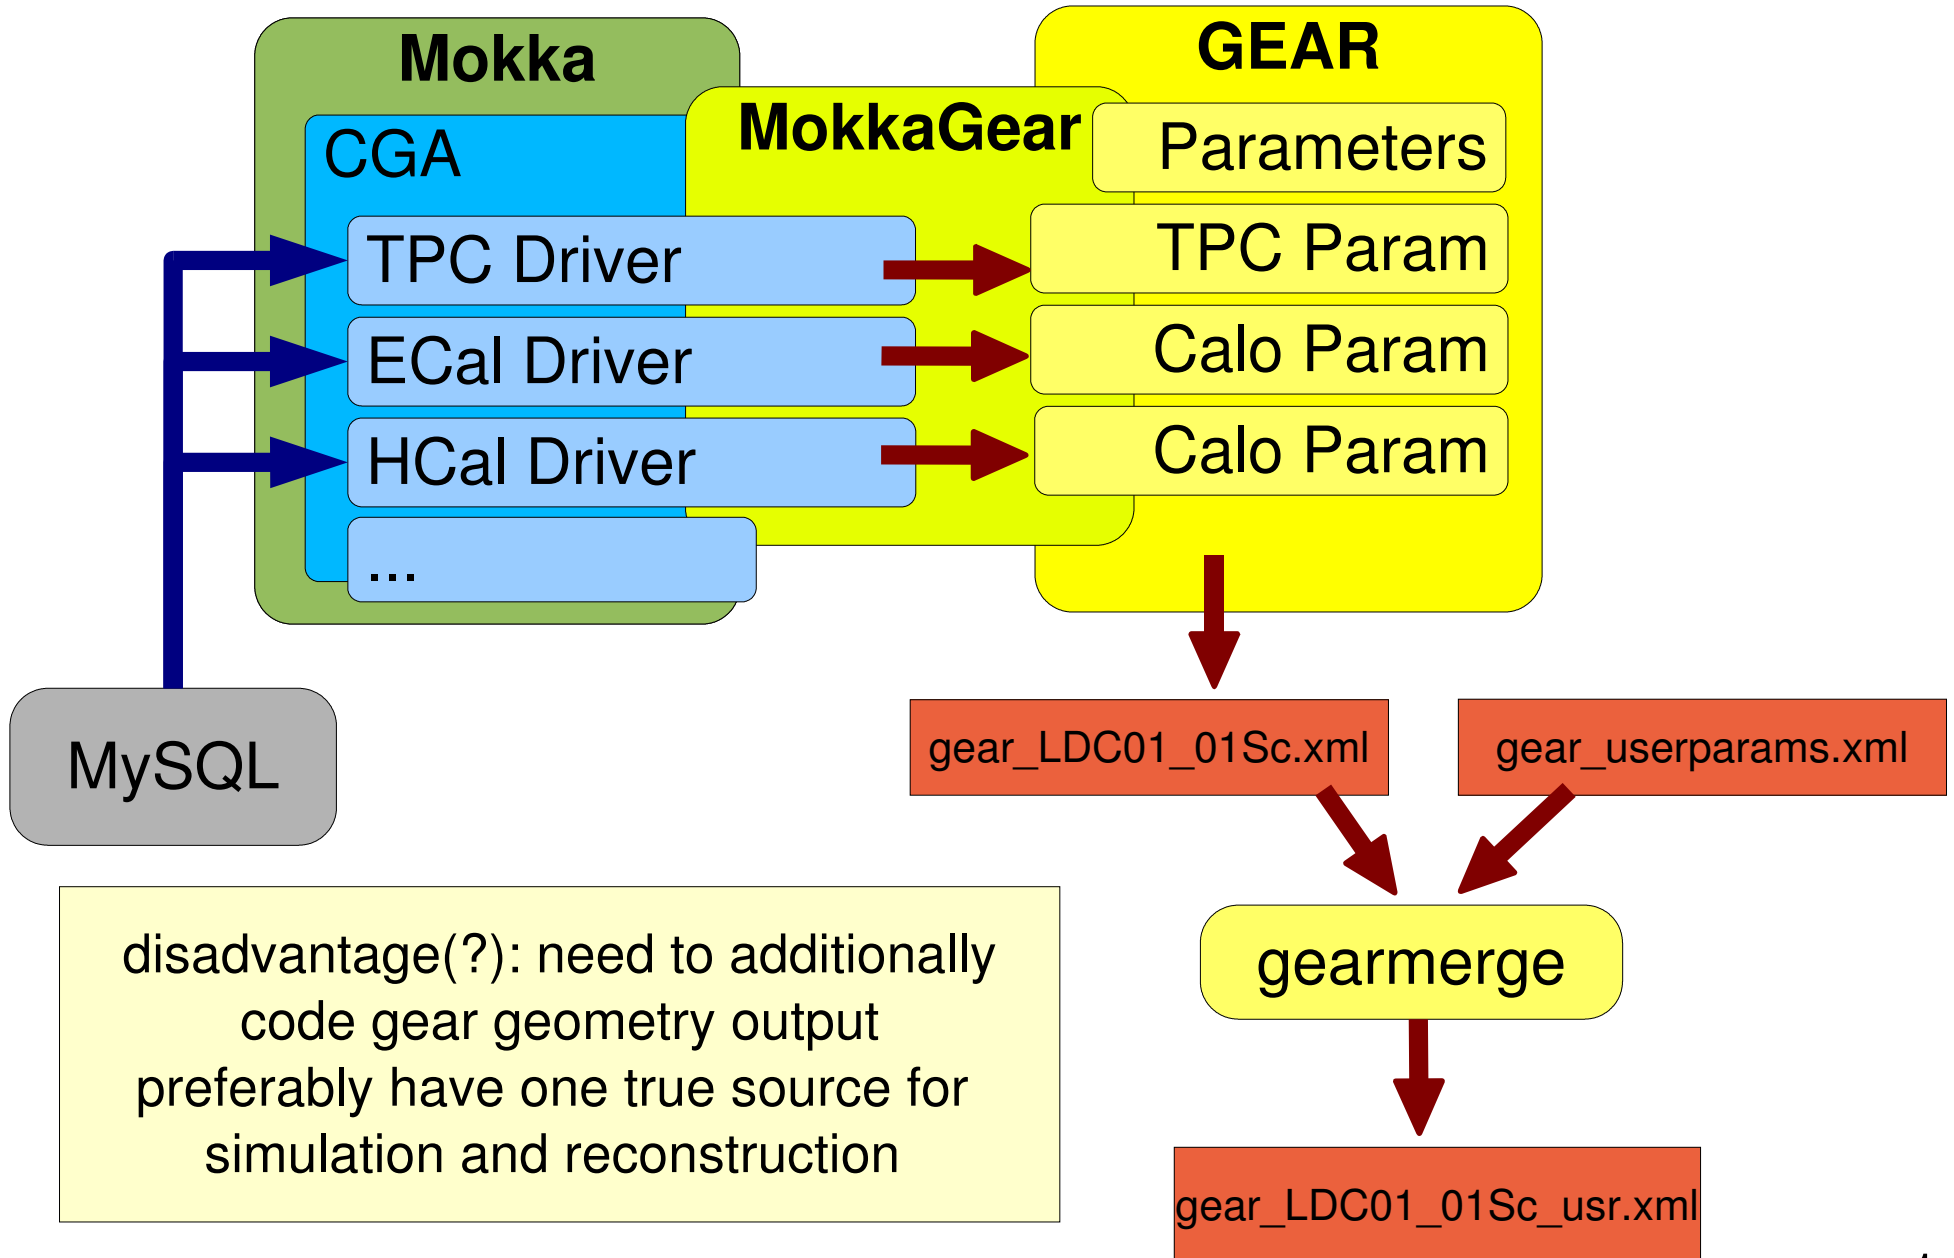 Mokka
GEAR
MokkaGear
CGA
Parameters
TPC Driver
TPC Param
ECal Driver
Calo Param
HCal Driver
Calo Param
...
MySQL
gear_LDC01_01Sc.xml
gear_userparams.xml
gearmerge
disadvantage(?): need to additionally
code gear geometry output
preferably have one true source for
simulation and reconstruction
gear_LDC01_01Sc_usr.xml